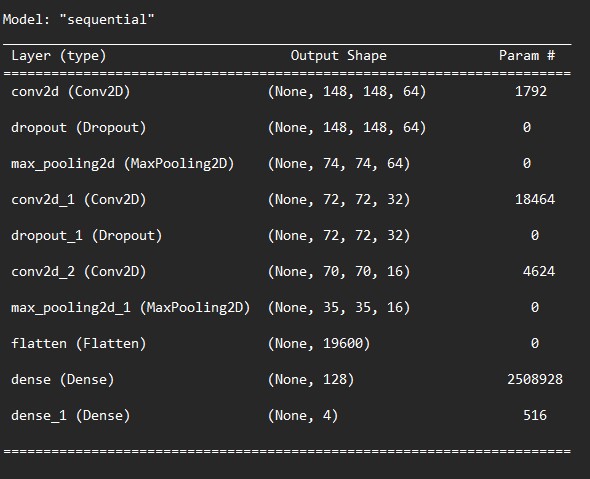 Model: "sequential"
_______________________________________________________________________
Layer (type) Output Shape Param #
=======================================================================
conv2d (Conv2D) (None, 148, 148, 64) 1792
dropout (Dropout) (None, 148, 148, 64) 0
max_pooling2d (MaxPooling2D) (None, 74, 74, 64) 0
conv2d_1 (Conv2D) (None, 72, 72, 32) 18464
dropout_1 (Dropout) (None, 72, 72, 32) 0
conv2d_2 (Conv2D) (None, 70, 70, 16) 4624
max_pooling2d_1 (MaxPooling2D) (None, 35, 35, 16) 0
flatten (Flatten) (None, 19600) 0
dense (Dense) (None, 128) 2508928
dense_1 (Dense) (None, 4) 516
=======================================================================